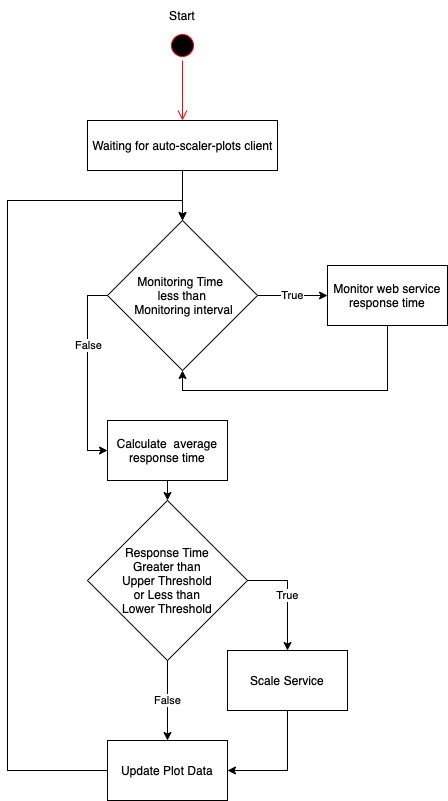 Start
Waiting for auto-scaler-plots client
Monitoring Time
less than
Monitoring interval
True
Monitor web service
response time
False
Calculate average
response time
Response Time
Greater than
Upper Threshold
or Less than
Lower Threshold
True
Scale Service
False
Update Plot Data